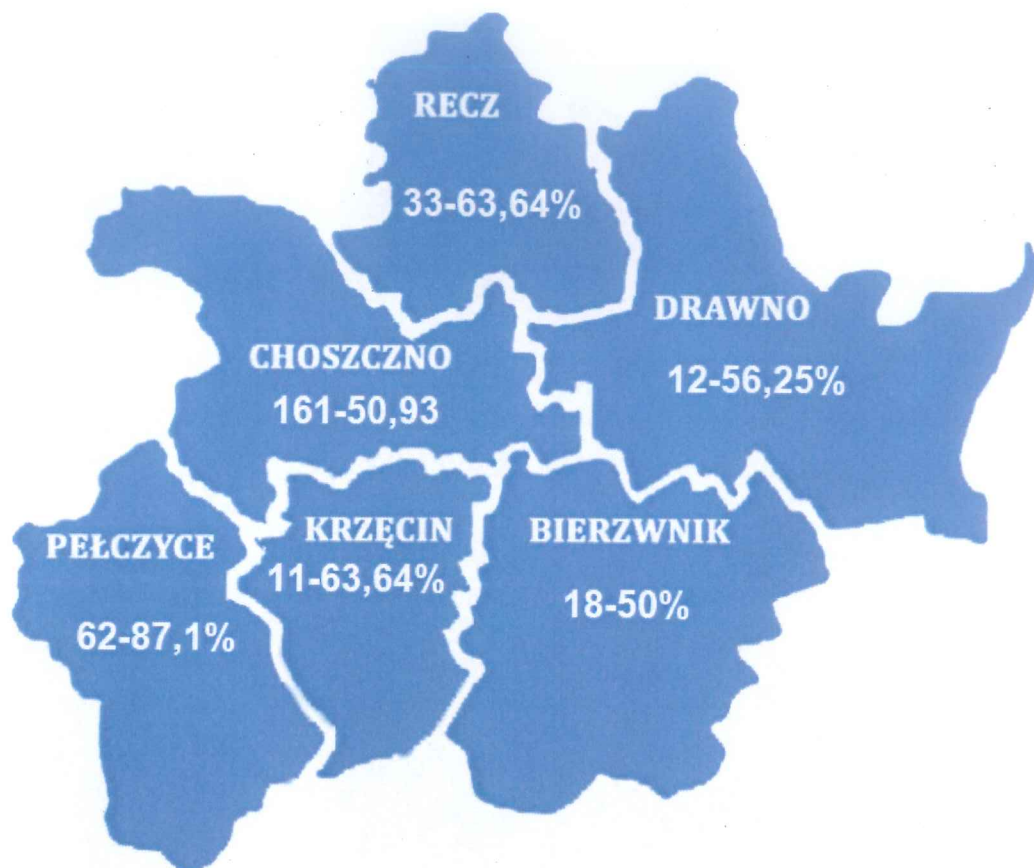 RECZ
33-63,64%
DRAWNO
12-56,25%
CHOSZCZNO
161-50,93
PEŁCZYCE
62-87,1%
KRZĘCIN
11-63,64%
BIERZWNIK
18-50%